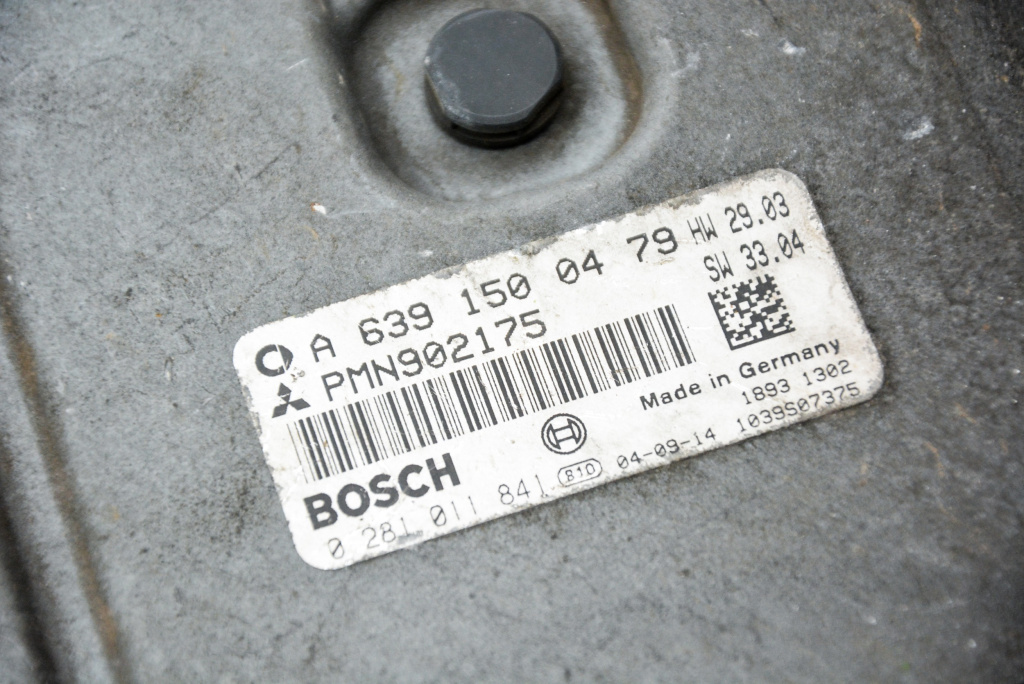 A 639 150 04 79 HW 29.03
PMN902175 SW 33.04
Made in Germany
BOSCH 1893 1302
0 281 011 841 04-09-14 1039S07375